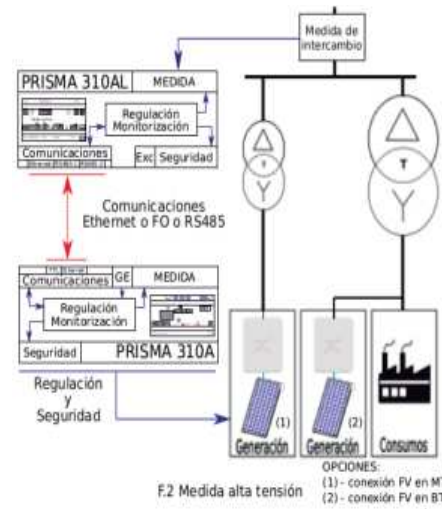 Medida de
intercambio
PRISMA 310AL
MEDIDA
Regulación
Monitorización
Comunicaciones
Exc
Seguridad
Comunicaciones
Ethernet o FO o RS485
Comunicaciones
GE
MEDIDA
Regulación
Monitorización
Seguridad
PRISMA 310A
Regulación
y
Seguridad
T
(1)
Generación
(2)
Generación
Consumos
F.2 Medida alta tensión
OPCIONES:
(1) - conexión FV en MT
(2) - conexión FV en BT